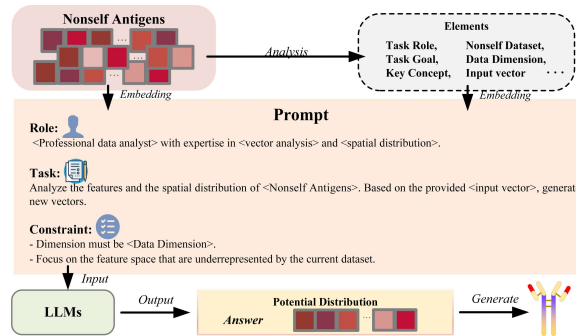 Nonself Antigens
...
...
...
Analysis
Elements
Task Role, Nonself Dataset,
Task Goal, Data Dimension,
Key Concept, Input vector ...
Embedding
Embedding
Prompt
Role:
<Professional data analyst> with expertise in <vector analysis> and <spatial distribution>.
Task:
Analyze the features and the spatial distribution of <Nonself Antigens>. Based on the provided <input vector>, generate
new vectors.
Constraint:
- Dimension must be <Data Dimension>.
- Focus on the feature space that are underrepresented by the current dataset.
Input
LLMs
Output
Potential Distribution
Answer ...
Generate